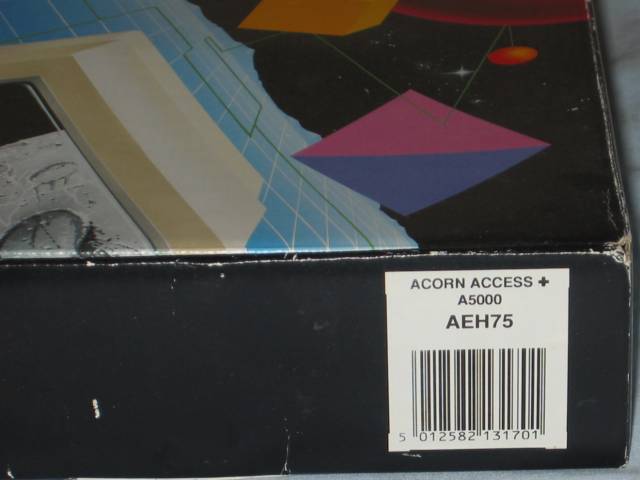 ACORN ACCESS +
A5000
AEH75
5 012582 131701